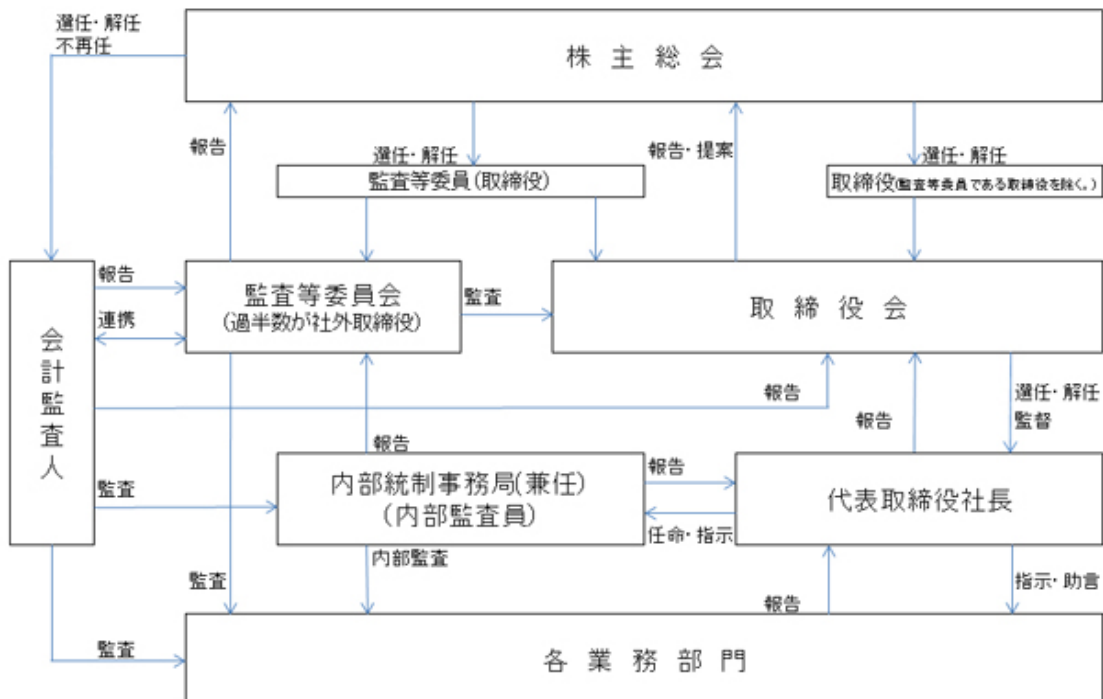 選任・解任
不再任
株主総会
報告
選任・解任
報告・提案
選任・解任
監査等委員(取締役)
取締役(監査等委員である取締役を除く。)
会計監査人
報告
連携
監査等委員会
(過半数が社外取締役)
監査
取締役会
報告
選任・解任
監督
報告
報告
監査
内部統制事務局(兼任)
(内部監査員)
報告
任命・指示
代表取締役社長
監査
内部監査
報告
指示・助言
監査
各業務部門